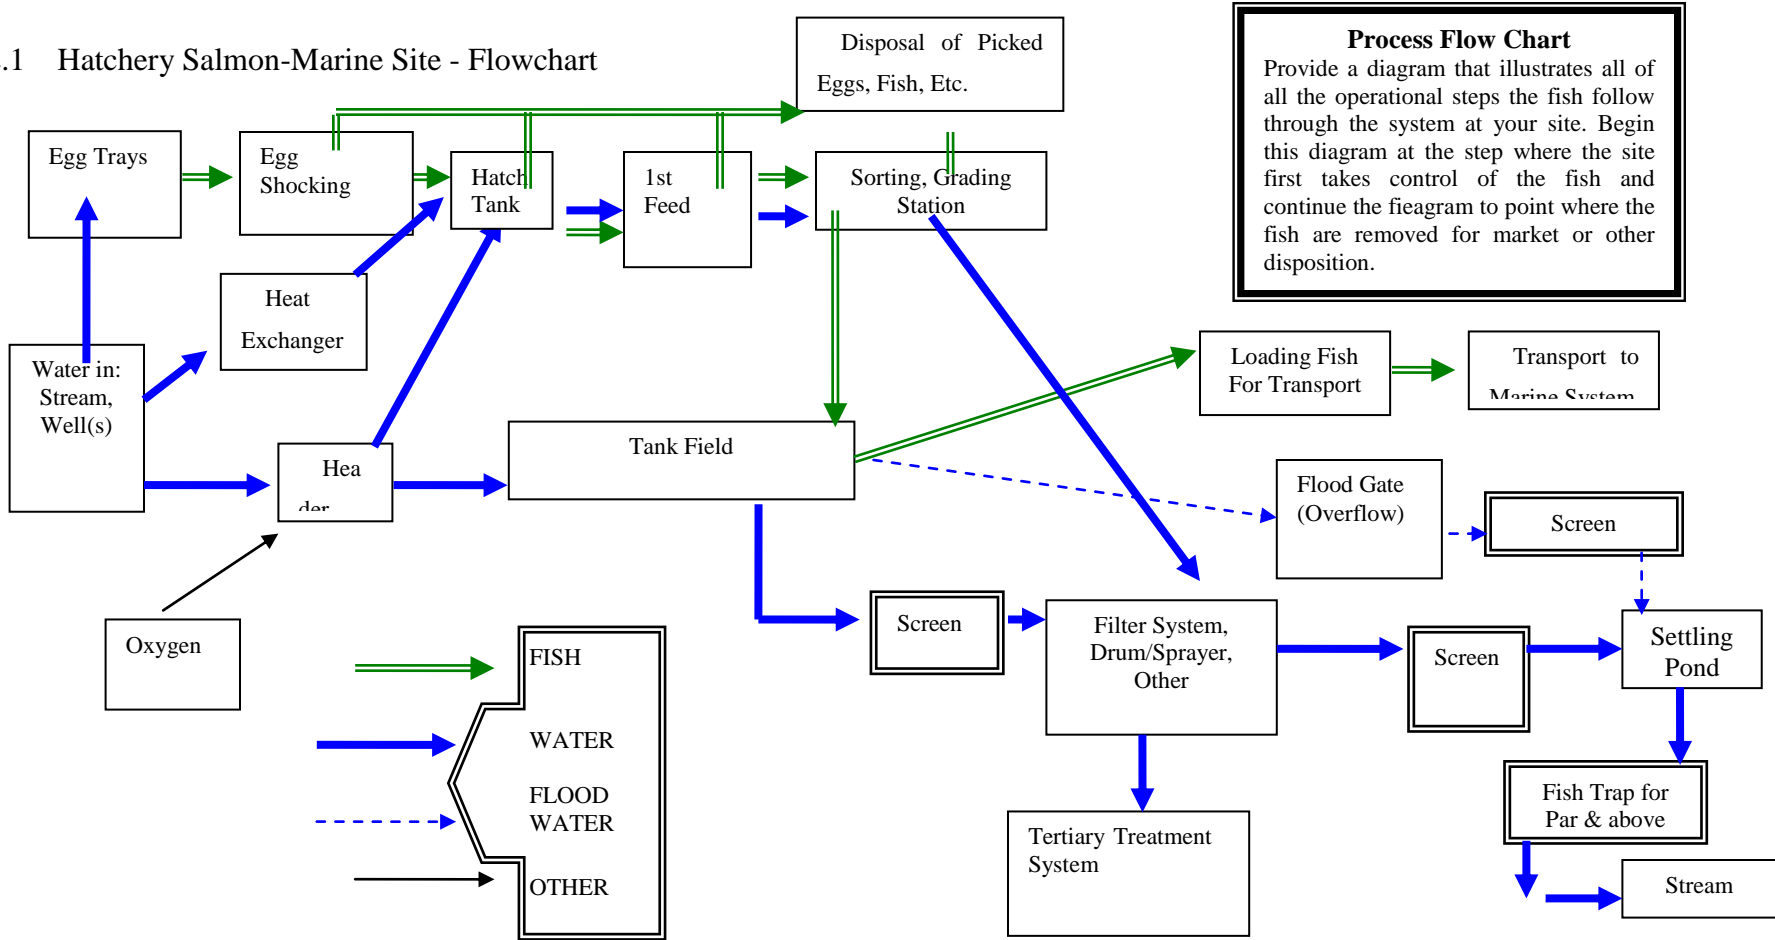 .1 Hatchery Salmon-Marine Site - Flowchart
Disposal of Picked
Eggs, Fish, Etc.
Process Flow Chart
Provide a diagram that illustrates all of
all the operational steps the fish follow
through the system at your site. Begin
this diagram at the step where the site
first takes control of the fish and
continue the fieagram to point where the
fish are removed for market or other
disposition.
Egg Trays
Egg
Shocking
Hatch
Tank
1st
Feed
Sorting, Grading
Station
Heat
Exchanger
Water in:
Stream,
Well(s)
Loading Fish
For Transport
Transport to
Marine System
Hea
der
Tank Field
Flood Gate
(Overflow)
Screen
Oxygen
Screen
Filter System,
Drum/Sprayer,
Other
Screen
Settling
Pond
FISH
WATER
FLOOD
WATER
OTHER
Tertiary Treatment
System
Fish Trap for
Par & above
Stream